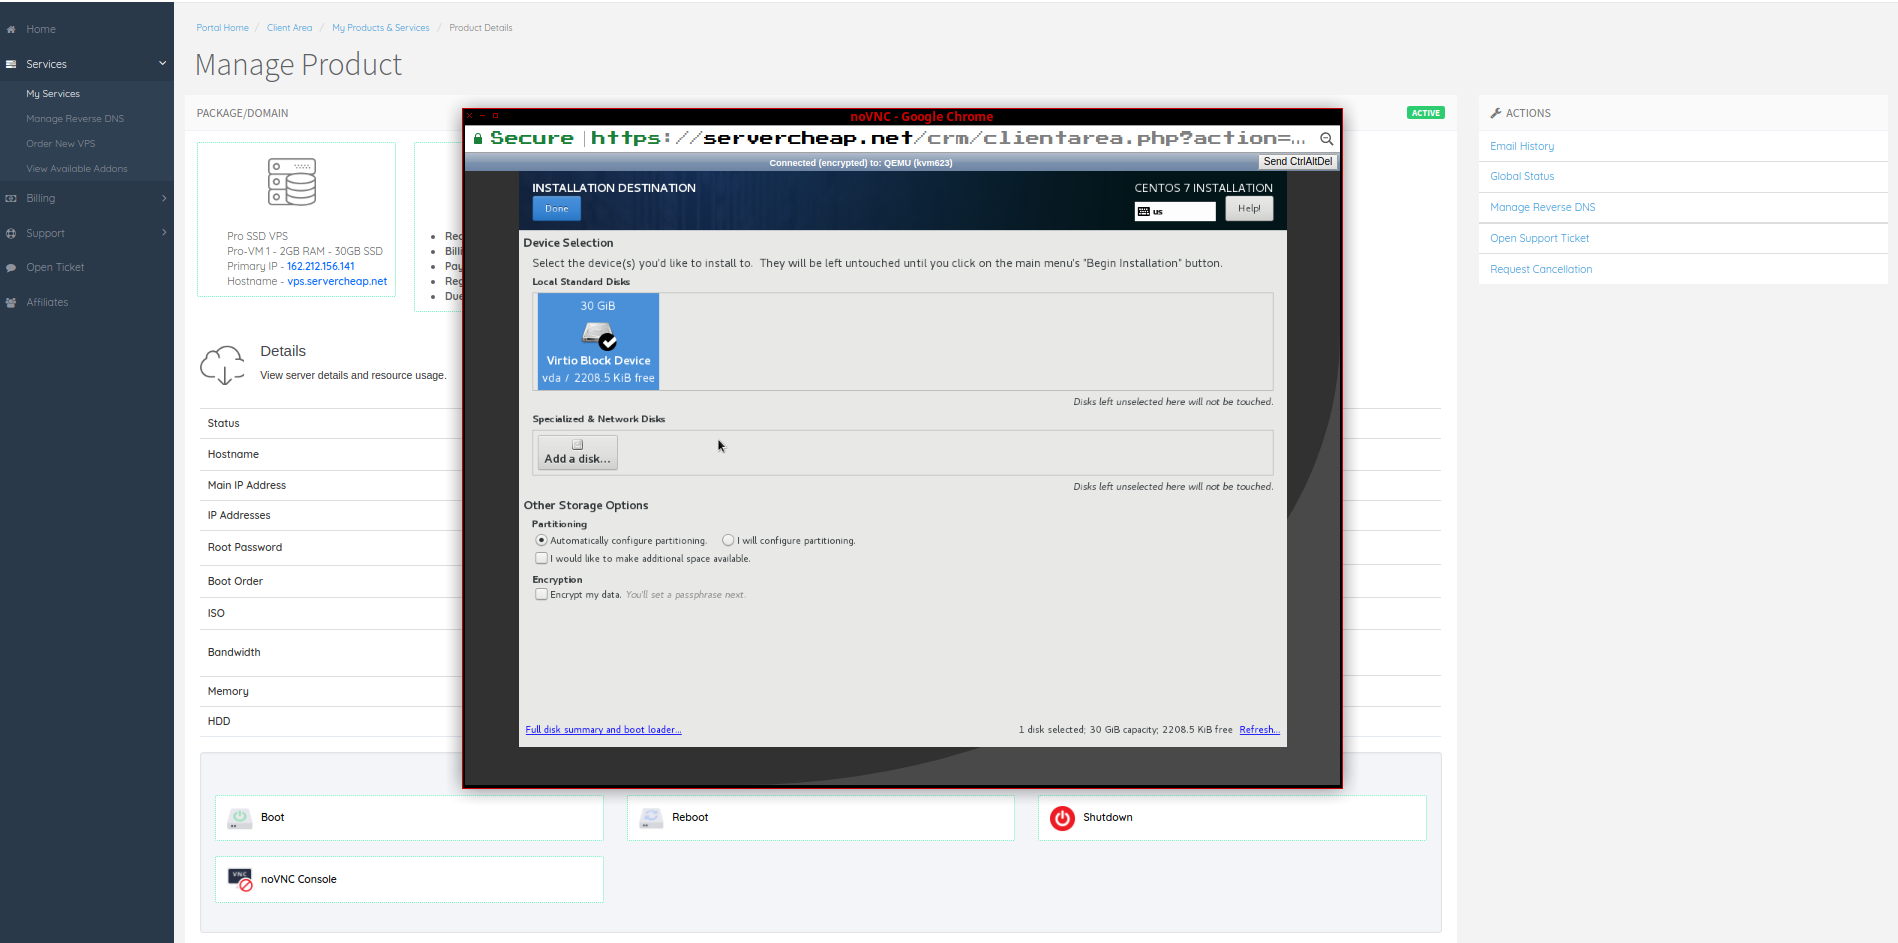 Home
Services
My Services
Manage Reverse DNS
Order New VPS
View Available Addons
Billing
Support
Open Ticket
Affiliates
Portal Home / Client Area / My Products & Services / Product Details
Manage Product
PACKAGE/DOMAIN
ACTIVE
Pro SSD VPS
Pro-VM 1 - 2GB RAM - 30GB SSD
Primary IP - 162.212.156.141
Hostname - vps.servercheap.net
Details
View server details and resource usage.
Status
Hostname
Main IP Address
IP Addresses
Root Password
Boot Order
ISO
Bandwidth
Memory
HDD
noVNC - Google Chrome
Secure | https://servercheap.net/crm/clientarea.php?action=...
Connected (encrypted) to: QEMU (kvm623)
Send CtrlAltDel
INSTALLATION DESTINATION
CENTOS 7 INSTALLATION
Done
us
Help!
Device Selection
Select the device(s) you'd like to install to. They will be left untouched until you click on the main menu's "Begin Installation" button.
Local Standard Disks
30 GiB
Virtio Block Device
vda / 2208.5 KiB free
Disks left unselected here will not be touched.
Specialized & Network Disks
Add a disk...
Disks left unselected here will not be touched.
Other Storage Options
Partitioning
Automatically configure partitioning. I will configure partitioning.
I would like to make additional space available.
Encryption
Encrypt my data. You'll set a passphrase next.
Full disk summary and boot loader...
1 disk selected; 30 GiB capacity; 2208.5 KiB free Refresh...
Boot
Reboot
Shutdown
VNC
noVNC Console
ACTIONS
Email History
Global Status
Manage Reverse DNS
Open Support Ticket
Request Cancellation